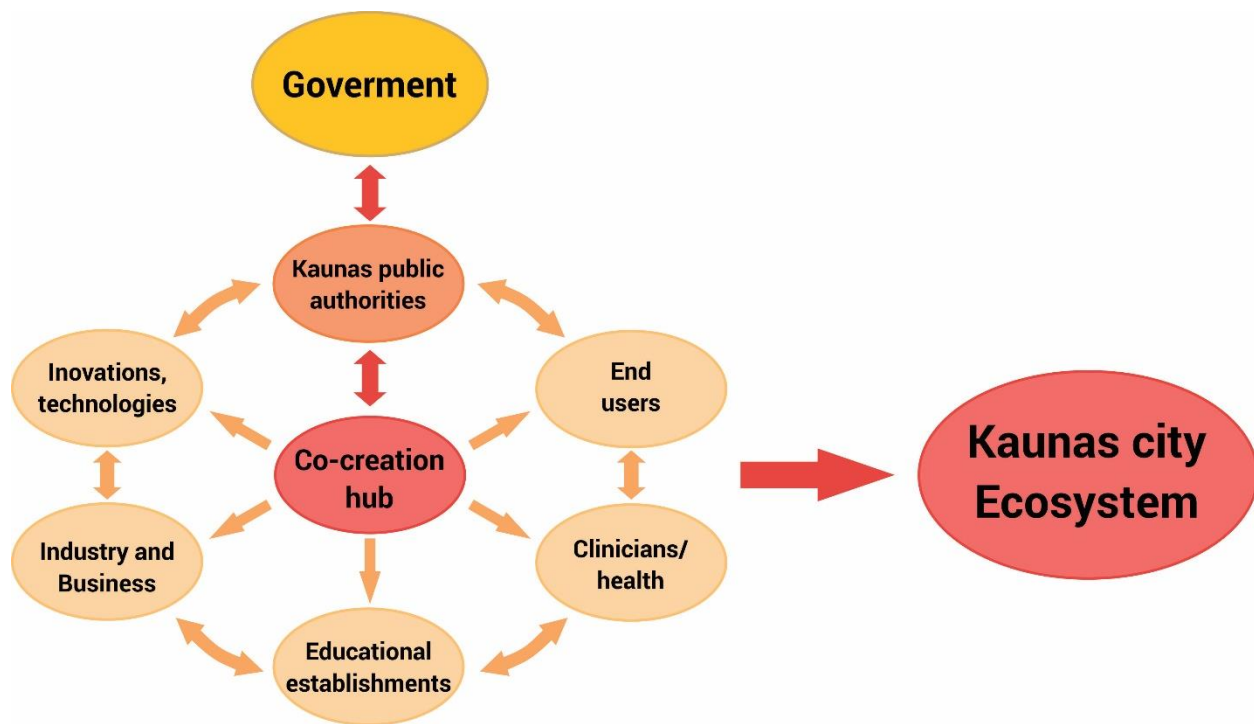 Goverment
Kaunas public
authorities
Inovations,
technologies
End
users
Co-creation
hub
Kaunas city
Ecosystem
Industry and
Business
Clinicians/
health
Educational
establishments